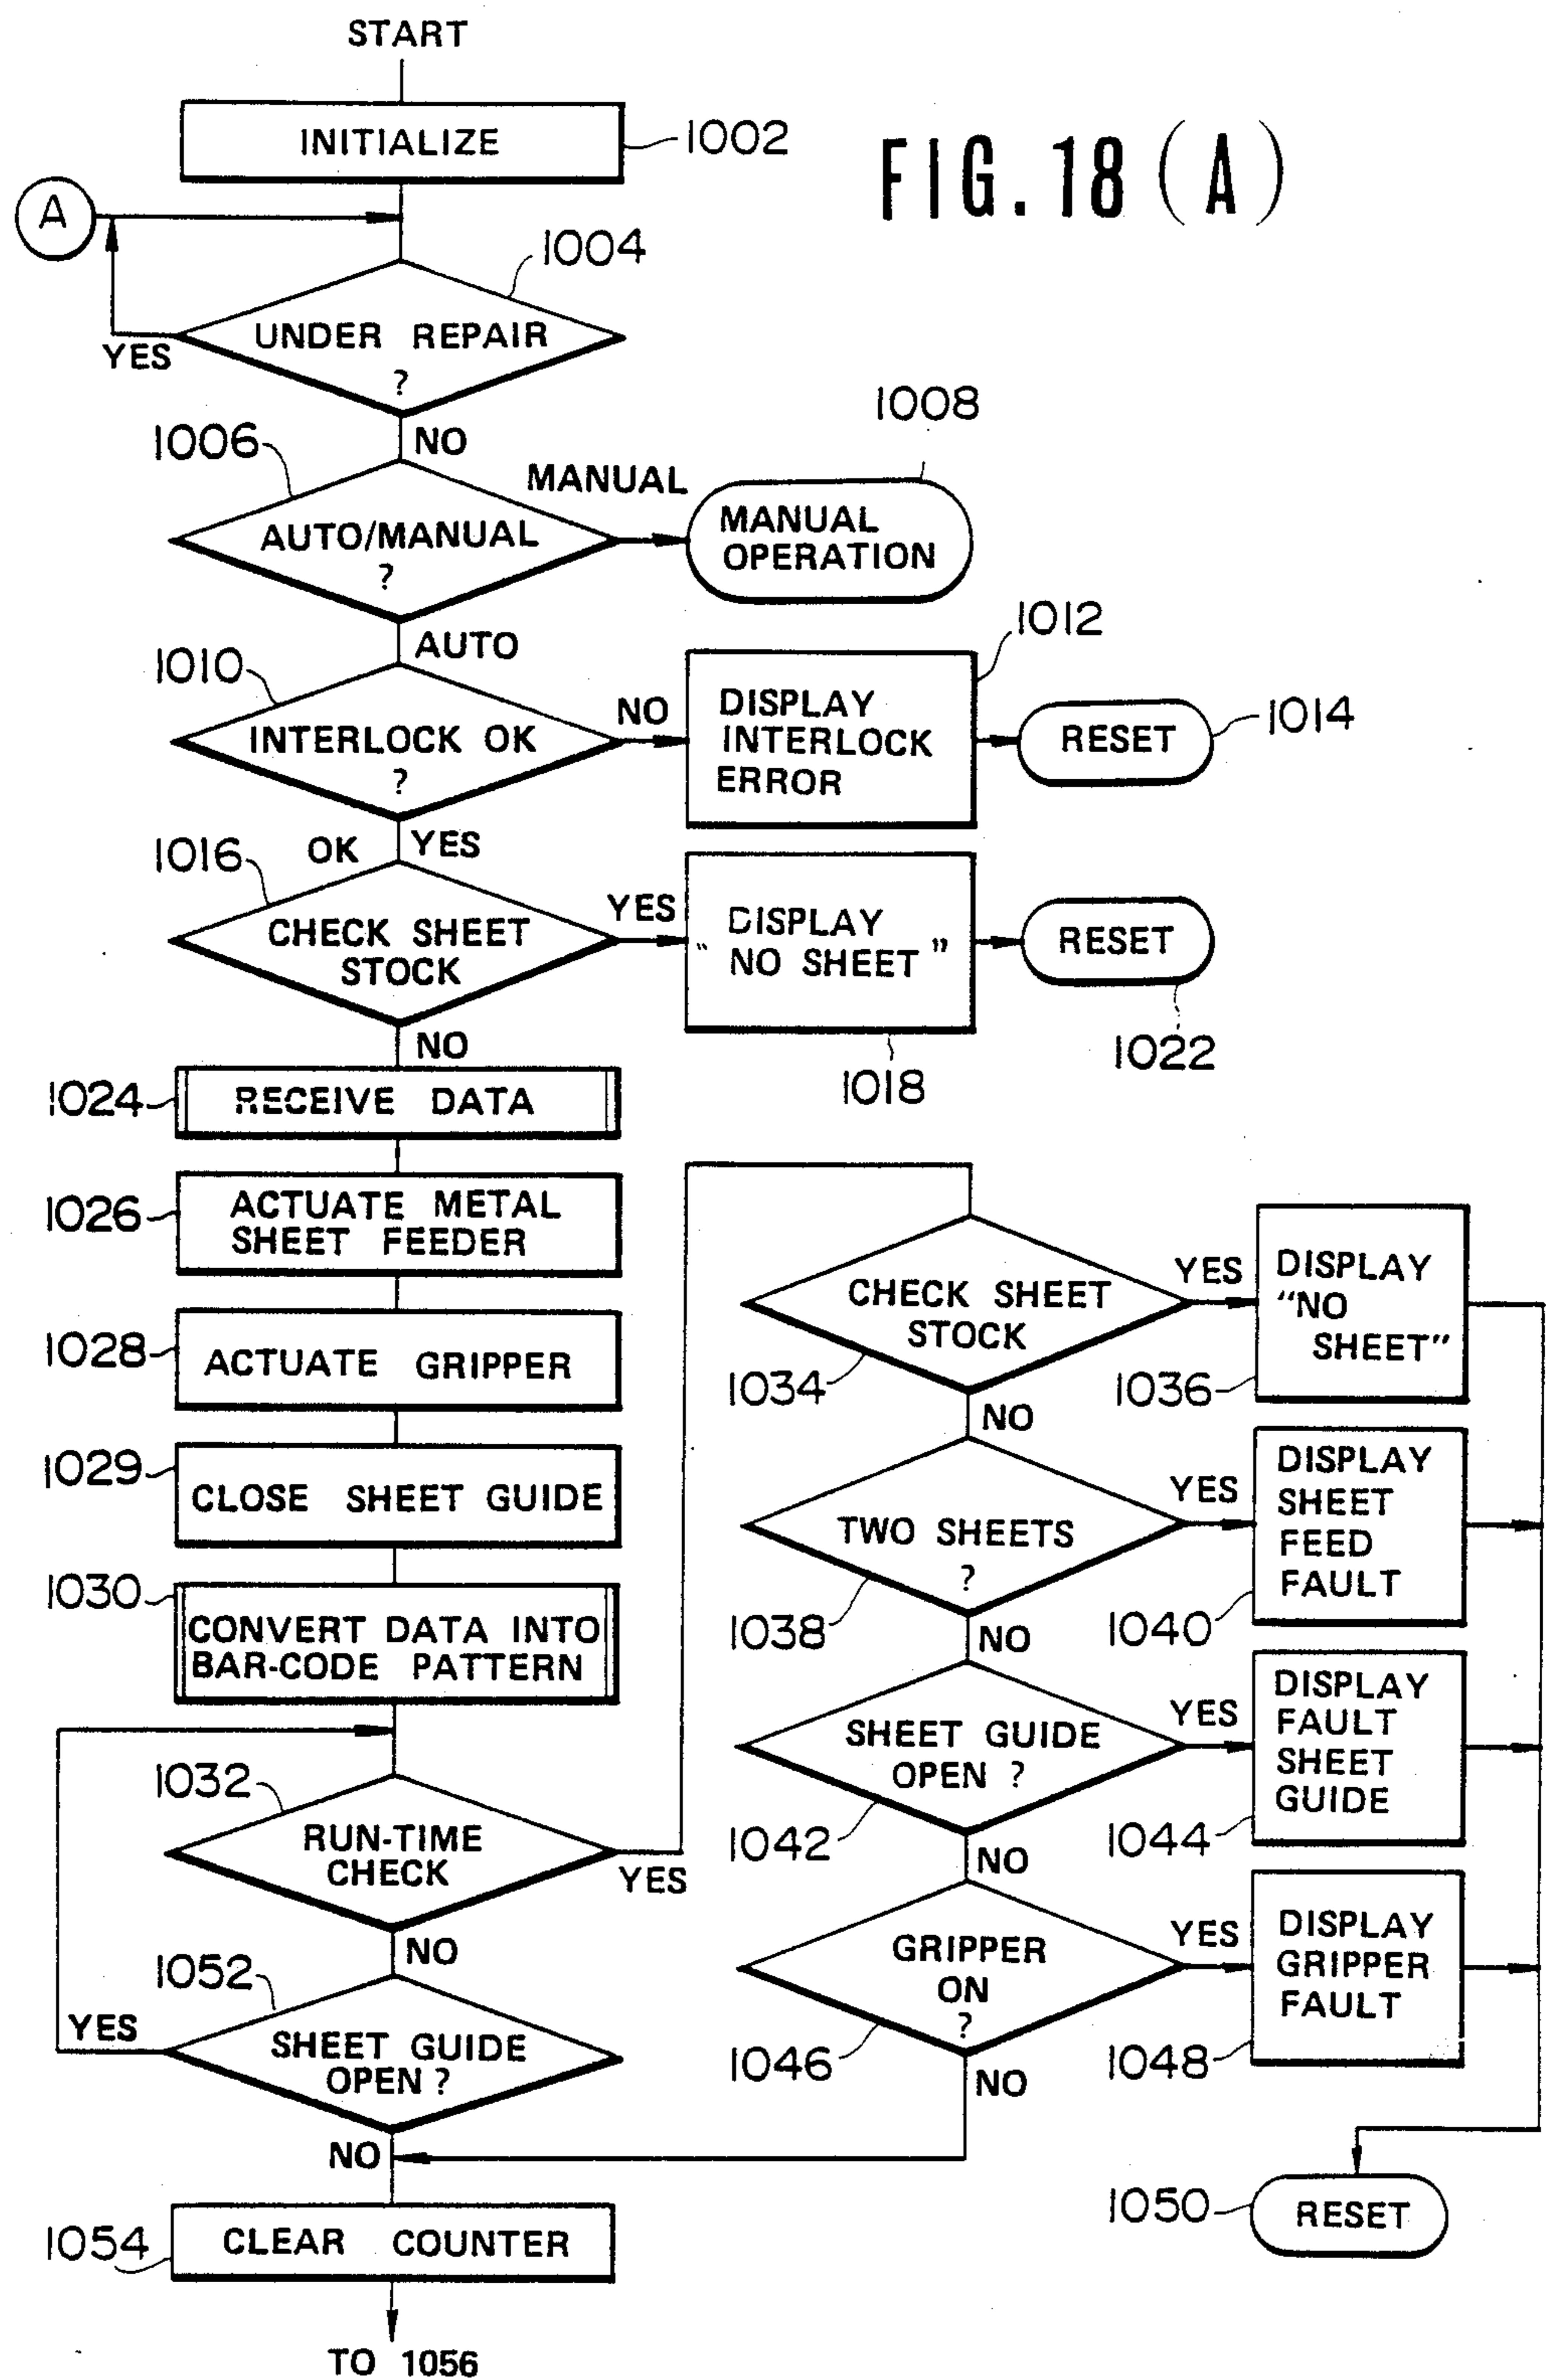 START
INITIALIZE
1002
FIG. 18 (A)
A
1004
UNDER REPAIR
?
YES
NO
1006
AUTO/MANUAL
?
MANUAL
1008
MANUAL
OPERATION
AUTO
1010
INTERLOCK OK
?
NO
1012
DISPLAY
INTERLOCK
ERROR
RESET
1014
OK
YES
1016
CHECK SHEET
STOCK
YES
DISPLAY
" NO SHEET "
1018
RESET
1022
NO
1024
RECEIVE DATA
1026
ACTUATE METAL
SHEET FEEDER
1028
ACTUATE GRIPPER
1029
CLOSE SHEET GUIDE
1030
CONVERT DATA INTO
BAR-CODE PATTERN
1032
RUN-TIME
CHECK
YES
NO
1052
YES
SHEET GUIDE
OPEN ?
NO
1054
CLEAR COUNTER
TO 1056
CHECK SHEET
STOCK
1034
YES
DISPLAY
"NO
SHEET"
1036
NO
TWO SHEETS
?
1038
YES
DISPLAY
SHEET
FEED
FAULT
1040
NO
SHEET GUIDE
OPEN ?
1042
YES
DISPLAY
FAULT
SHEET
GUIDE
1044
NO
GRIPPER
ON
?
1046
YES
DISPLAY
GRIPPER
FAULT
1048
NO
1050
RESET